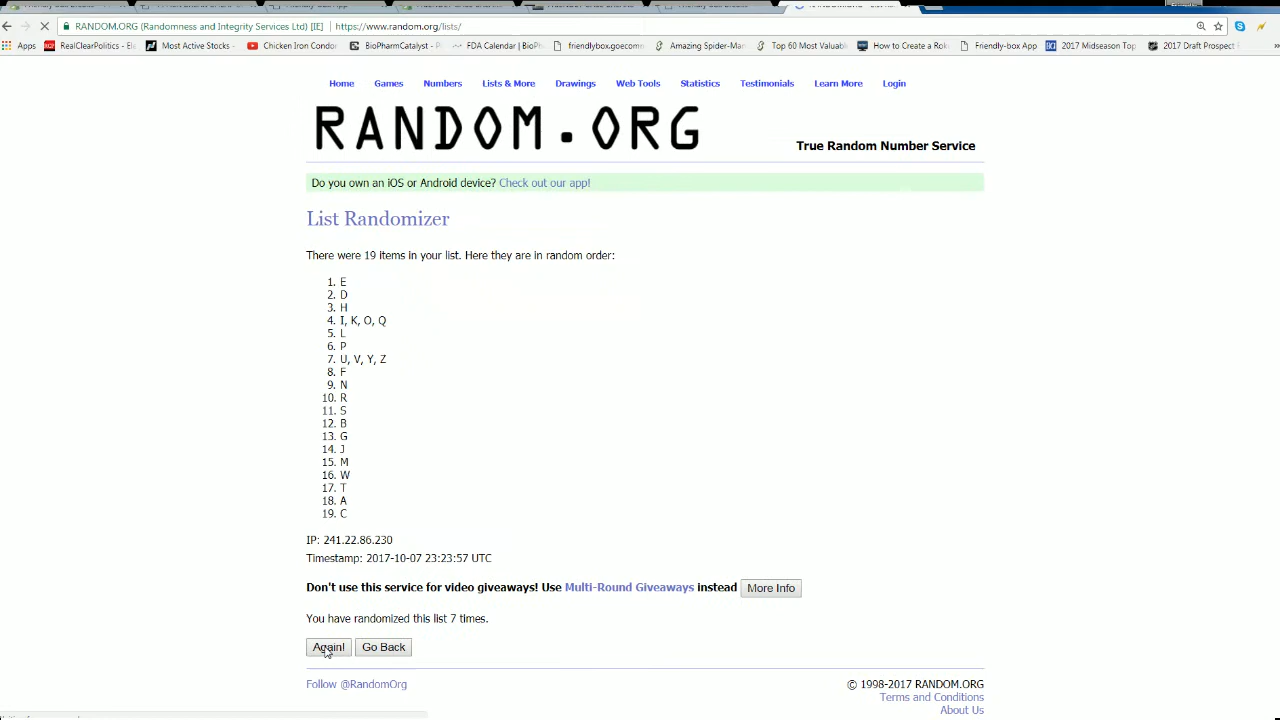 RANDOM.ORG (Randomness and Integrity Services Ltd) [IE] https://www.random.org/lists/
Apps RealClearPolitics - Ele Most Active Stocks - Chicken Iron Condor BioPharmCatalyst - Pr FDA Calendar | BioPh friendlybox.goecomm Amazing Spider-Man Top 60 Most Valuabl How to Create a Roku Friendly-box App 2017 Midseason Top 2017 Draft Prospect R
Home Games Numbers Lists & More Drawings Web Tools Statistics Testimonials Learn More Login
RANDOM.ORG
True Random Number Service
Do you own an iOS or Android device? Check out our app!
List Randomizer
There were 19 items in your list. Here they are in random order:
1. E
2. D
3. H
4. I, K, O, Q
5. L
6. P
7. U, V, Y, Z
8. F
9. N
10. R
11. S
12. B
13. G
14. J
15. M
16. W
17. T
18. A
19. C
IP: 241.22.86.230
Timestamp: 2017-10-07 23:23:57 UTC
Don't use this service for video giveaways! Use Multi-Round Giveaways instead More Info
You have randomized this list 7 times.
Again! Go Back
Follow @RandomOrg
© 1998-2017 RANDOM.ORG
Terms and Conditions
About Us